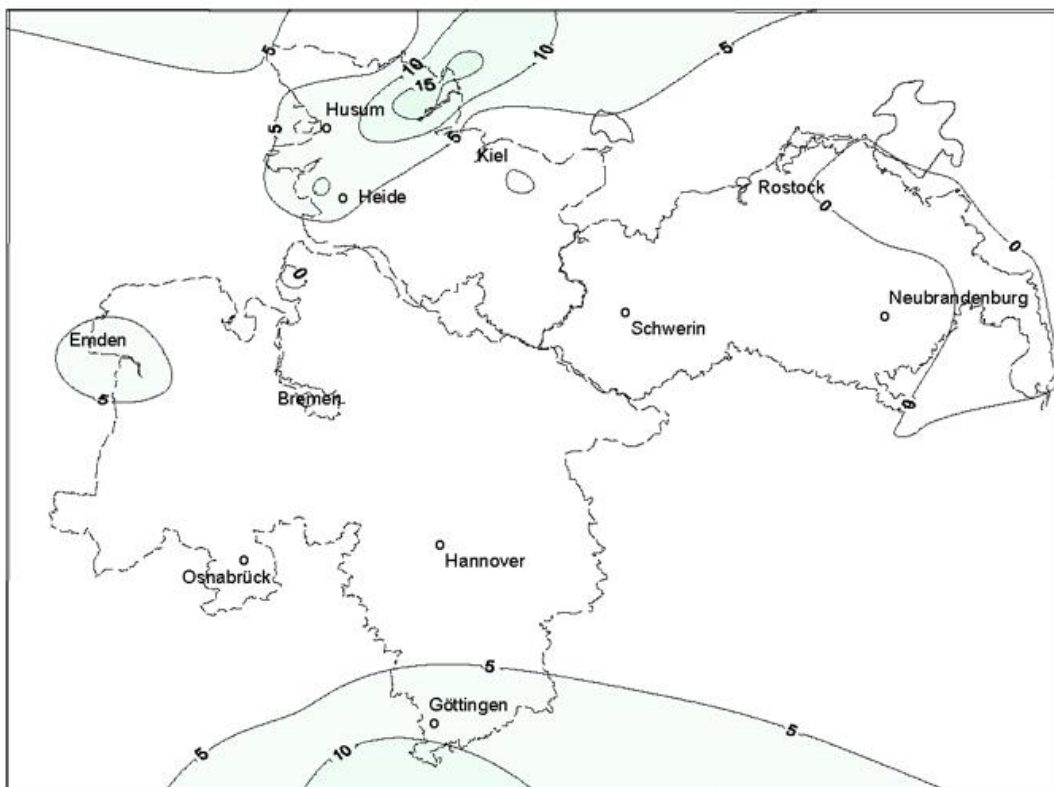 5
5
10
10
15
Husum
5
5
Kiel
Rostock
Heide
0
0
0
Neubrandenburg
Schwerin
Emden
5
Bremen
0
Hannover
Osnabrück
5
Göttingen
5
5
10